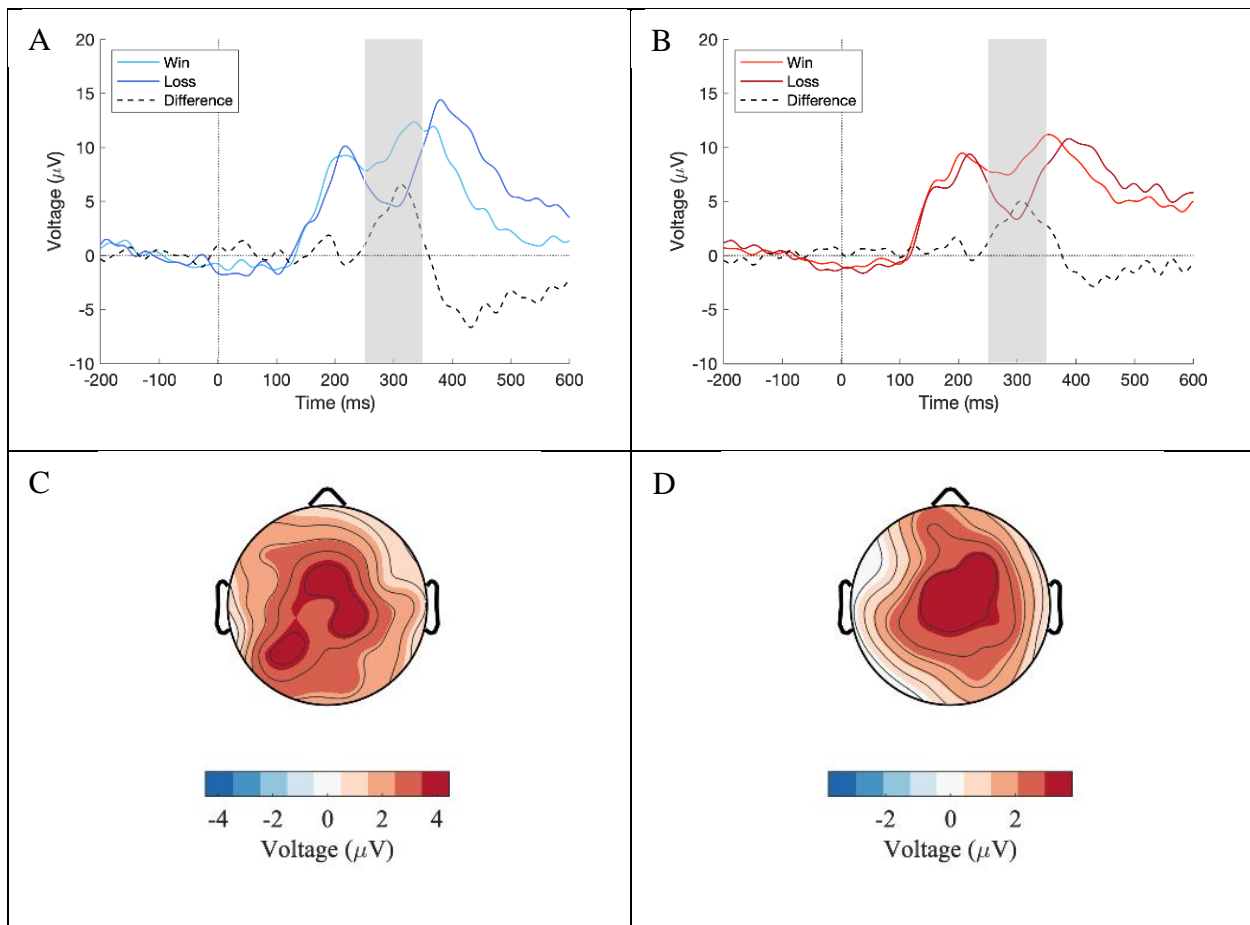 A
20
15
10
5
0
-5
-10
Voltage (μV)
Win
Loss
Difference
-200 -100 0 100 200 300 400 500 600
Time (ms)
B
20
15
10
5
0
-5
-10
Voltage (μV)
Win
Loss
Difference
-200 -100 0 100 200 300 400 500 600
Time (ms)
C
-4 -2 0 2 4
Voltage (μV)
D
-2 0 2
Voltage (μV)